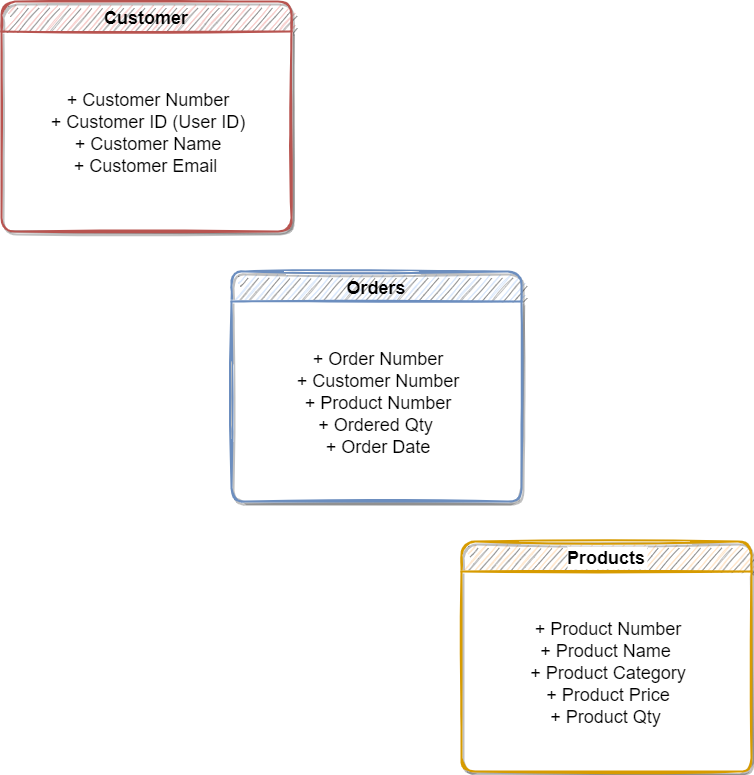 Customer
+ Customer Number
+ Customer ID (User ID)
+ Customer Name
+ Customer Email
Orders
+ Order Number
+ Customer Number
+ Product Number
+ Ordered Qty
+ Order Date
Products
+ Product Number
+ Product Name
+ Product Category
+ Product Price
+ Product Qty